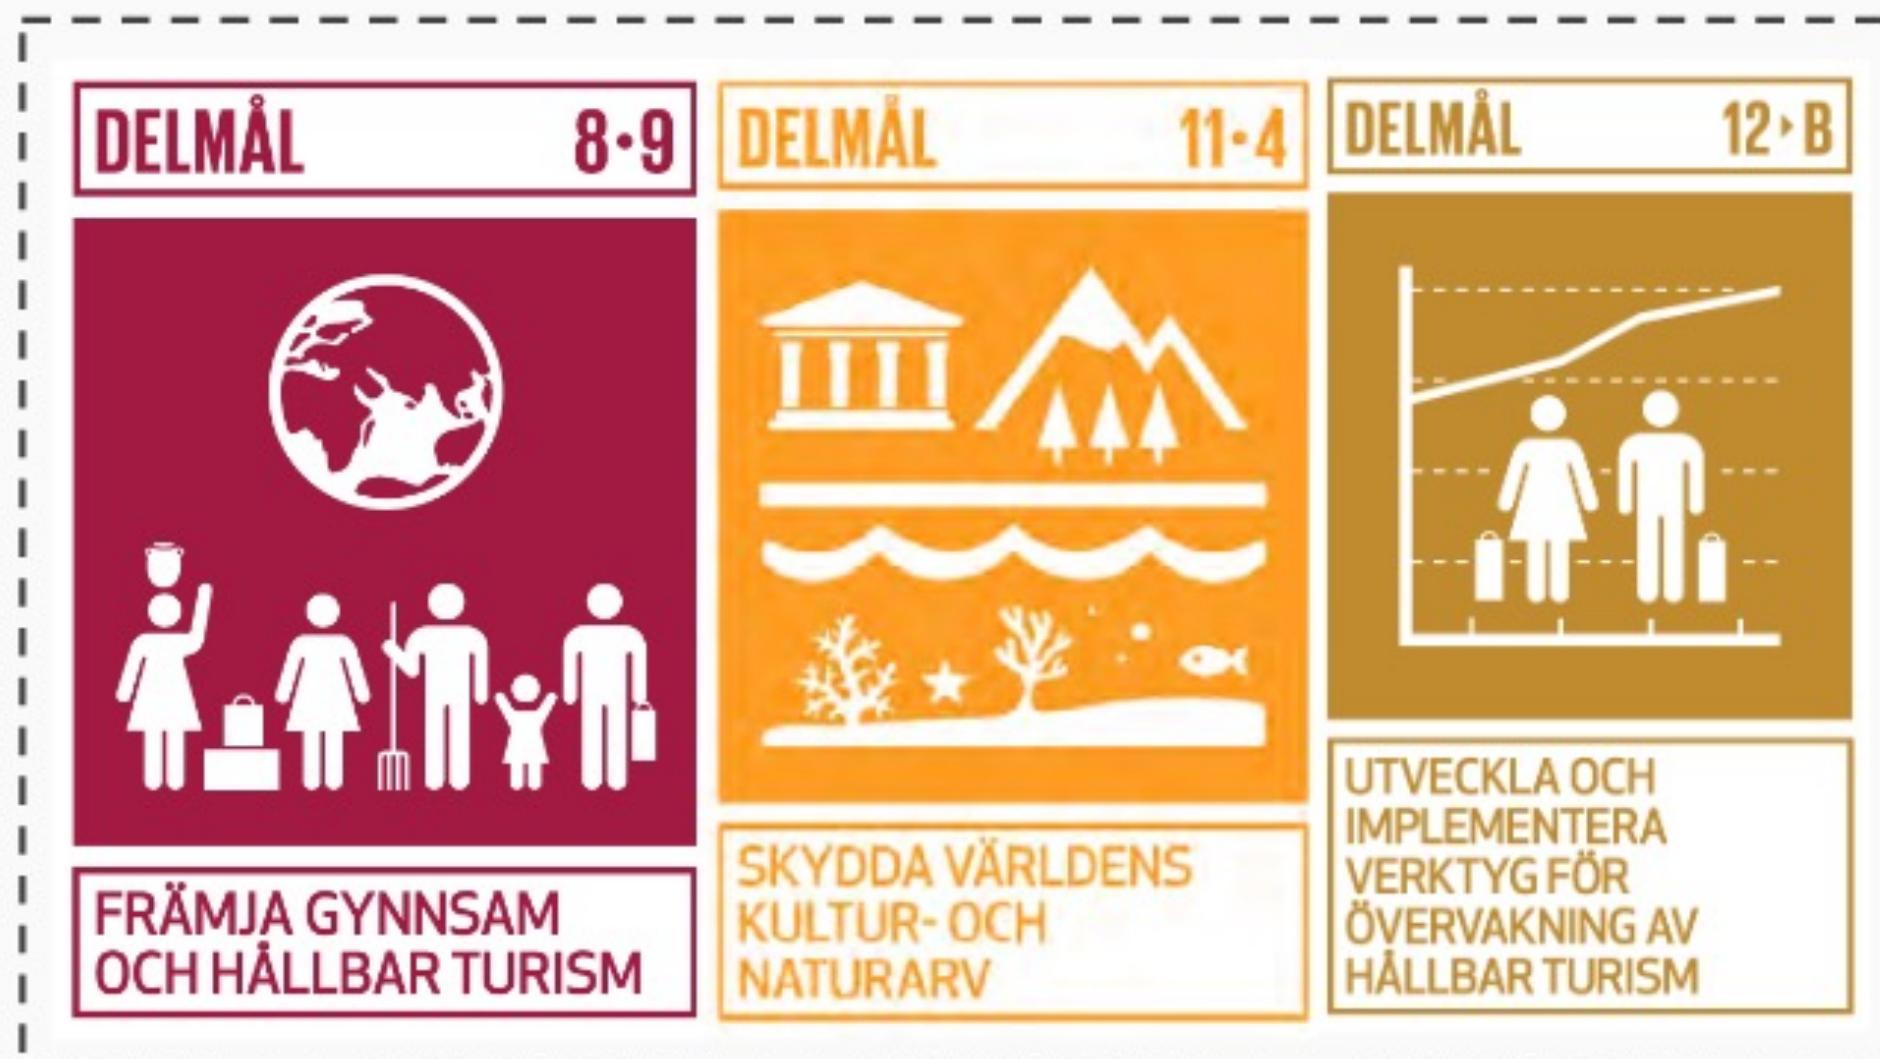 DELMÅL 8•9
FRÄMJA GYNNSAM
OCH HÅLLBAR TURISM
DELMÅL 11•4
SKYDDA VÄRLDENS
KULTUR- OCH
NATURARV
DELMÅL 12‣B
UTVECKLA OCH
IMPLEMENTERA
VERKTYG FÖR
ÖVERVAKNING AV
HÅLLBAR TURISM